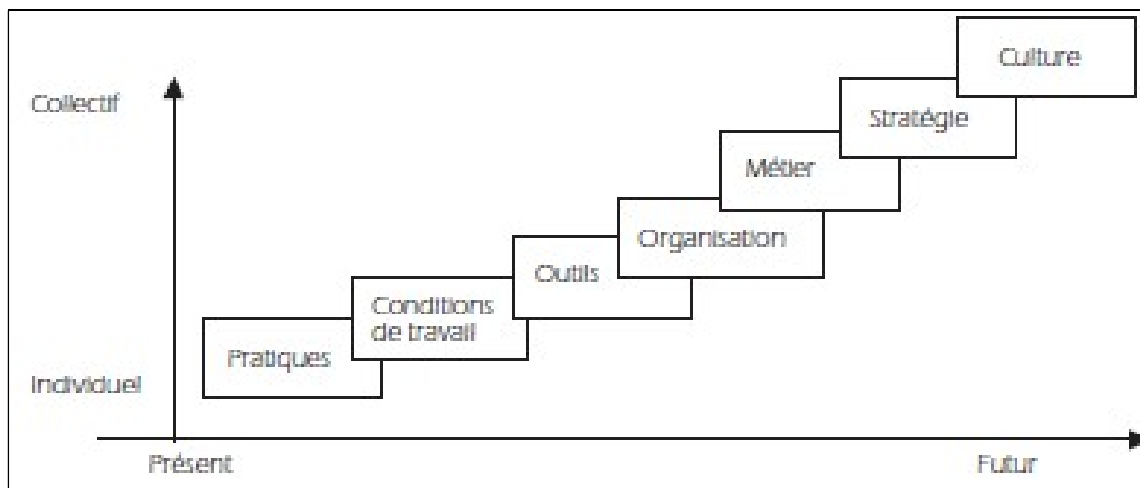 Culture
Collectif
Stratégie
Métier
Organisation
Outils
Conditions
de travail
Pratiques
Individuel
Présent
Futur